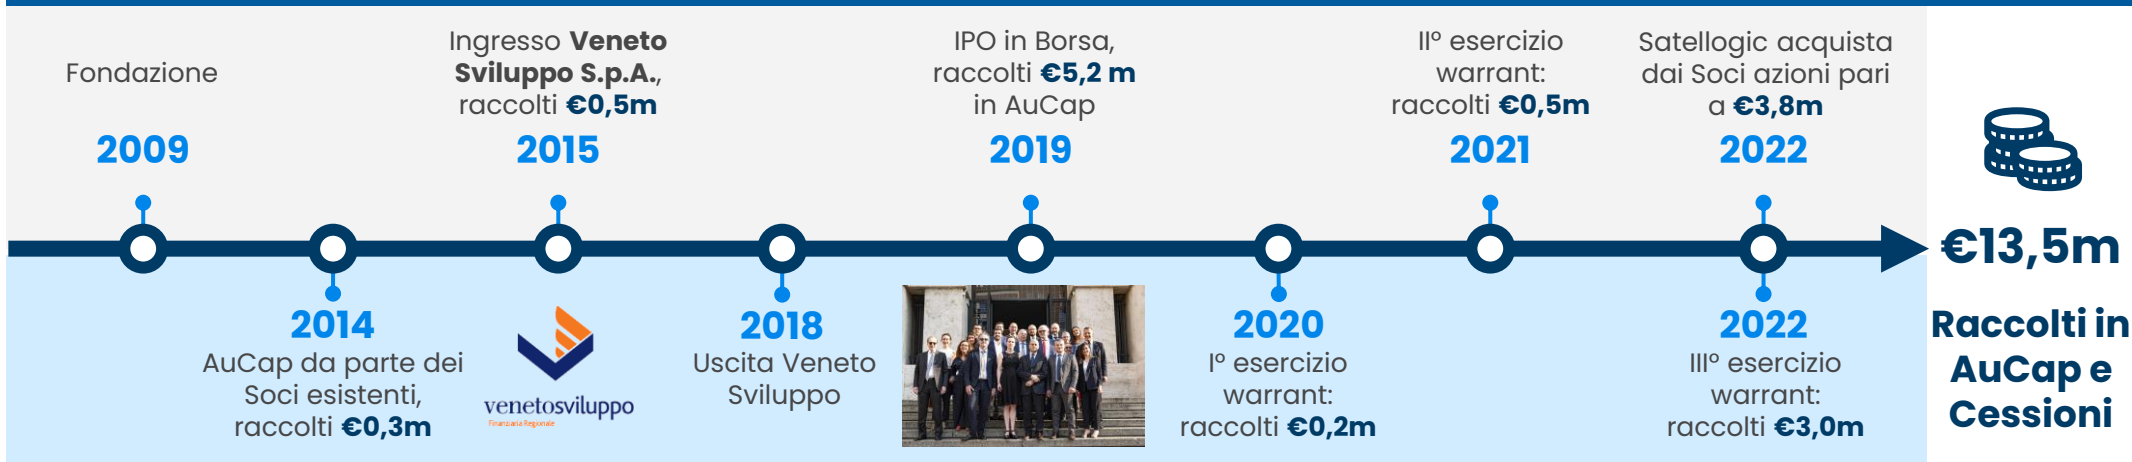 Fondazione
2009
AuCap da parte dei
Soci esistenti,
raccolti €0,3m
2014
Ingresso Veneto
Sviluppo S.p.A.,
raccolti €0,5m
2015
venetosviluppo
Finanziaria Regionale
2018
Uscita Veneto
Sviluppo
IPO in Borsa,
raccolti €5,2 m
in AuCap
2019
2020
I° esercizio
warrant:
raccolti €0,2m
II° esercizio
warrant:
raccolti €0,5m
2021
Satellogic acquista
dai Soci azioni pari
a €3,8m
2022
2022
III° esercizio
warrant:
raccolti €3,0m
€13,5m
Raccolti in
AuCap e
Cessioni